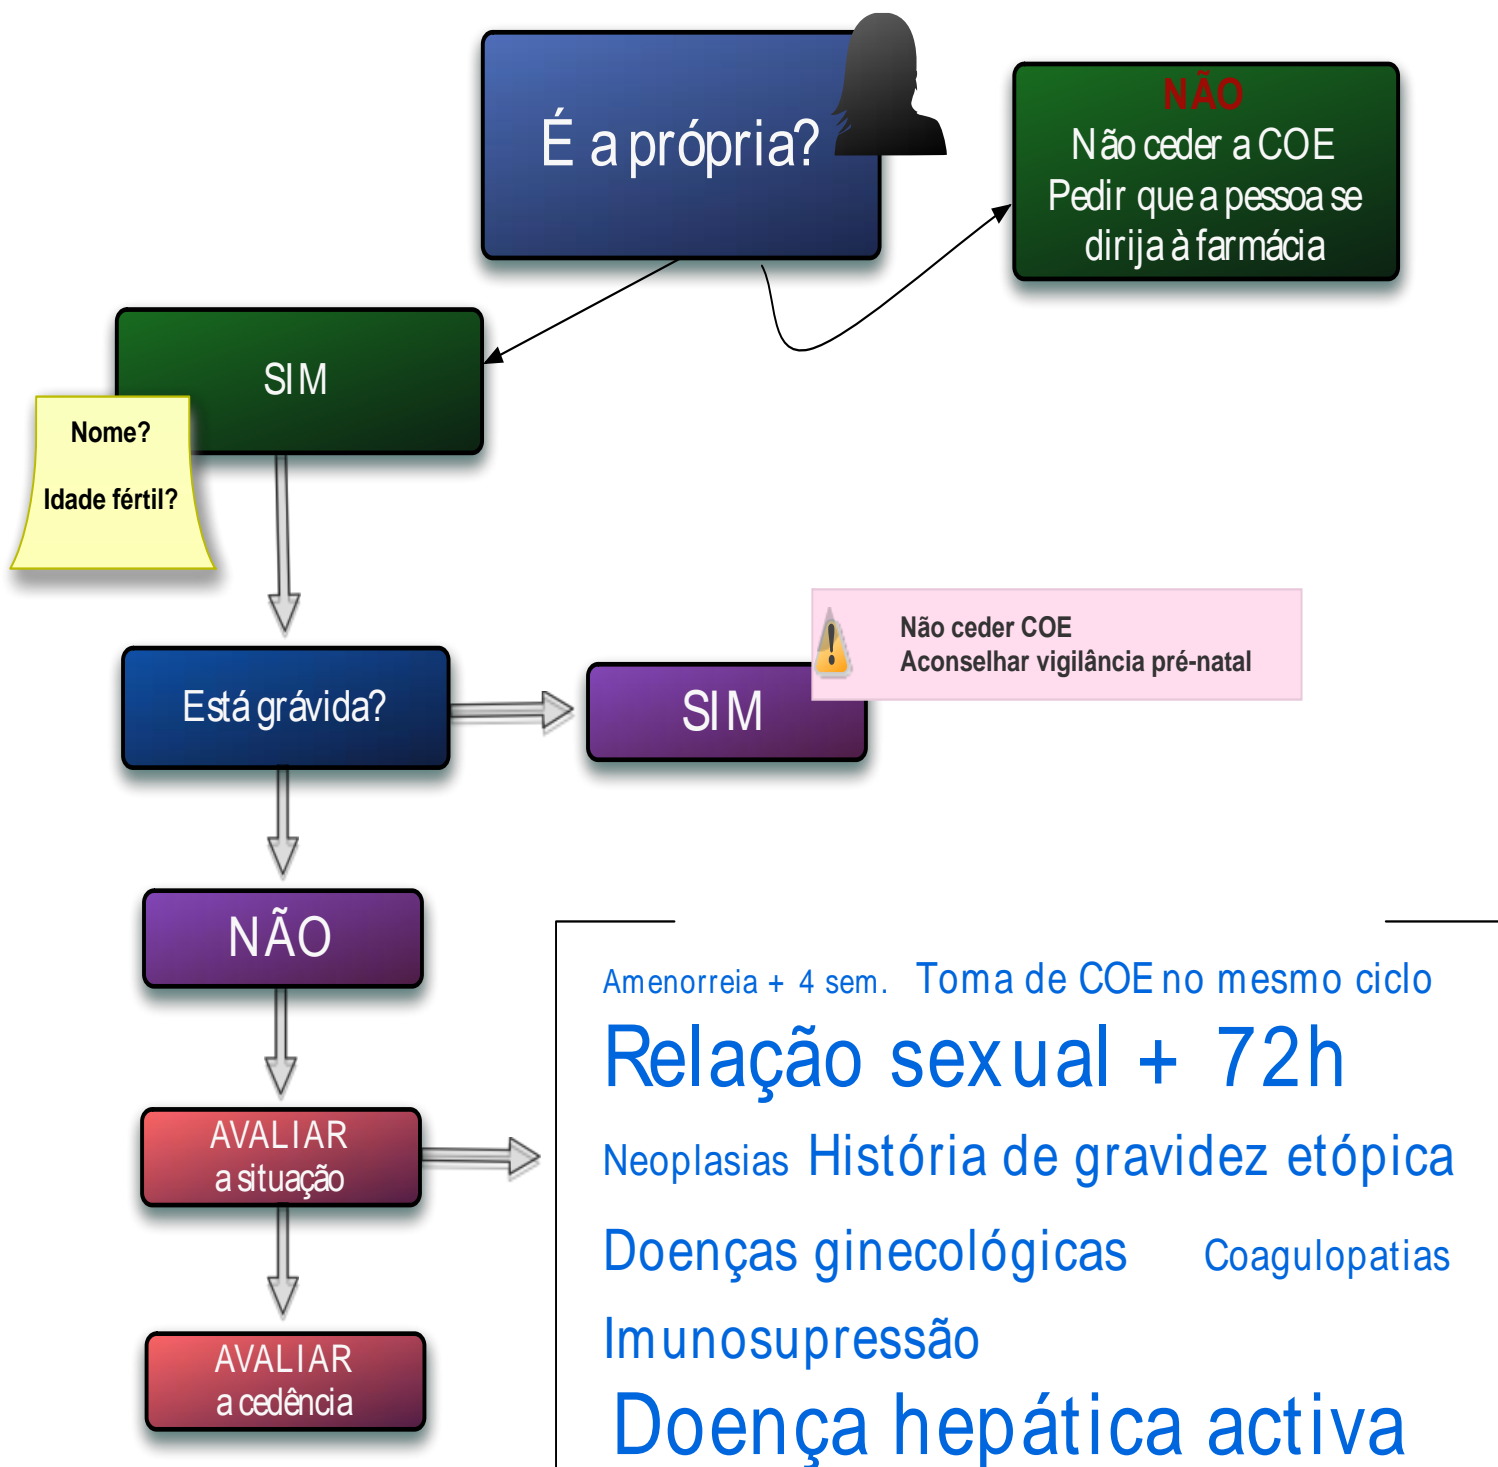 É a própria?
NÃO
Não ceder a COE
Pedir que a pessoa se
dirija à farmácia
SIM
Nome?
Idade fértil?
Não ceder COE
Aconselhar vigilância pré-natal
Está grávida?
SIM
NÃO
Amenorreia + 4 sem. Toma de COE no mesmo ciclo
Relação sexual + 72h
AVALIAR
a situação
Neoplasias História de gravidez etópica
Doenças ginecológicas Coagulopatias
Imunosupressão
AVALIAR
a cedência
Doença hepática activa